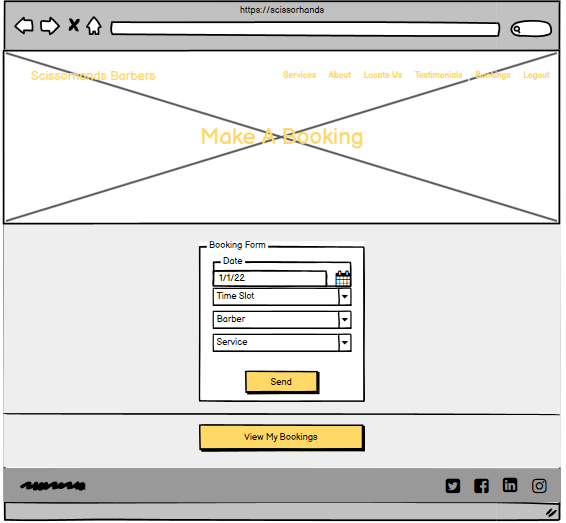 https://scissorhands
Scissorhands Barbers
Services About Locate Us Testimonials Bookings Logout
Make A Booking
Booking Form
Date
1/1/22
Time Slot
Barber
Service
Send
View My Bookings